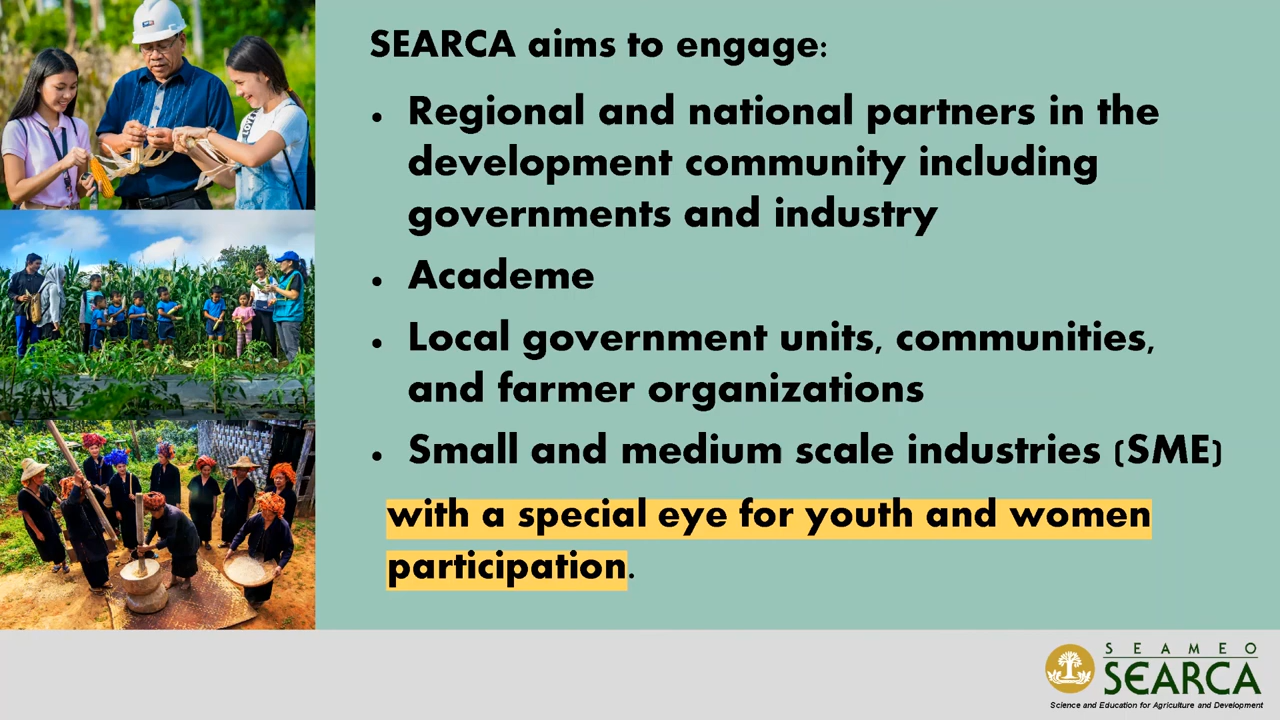 SEARCA aims to engage:
• Regional and national partners in the
development community including
governments and industry
• Academe
• Local government units, communities,
and farmer organizations
• Small and medium scale industries (SME)
with a special eye for youth and women
participation.
SEAMEO
SEARCA
Science and Education for Agriculture and Development